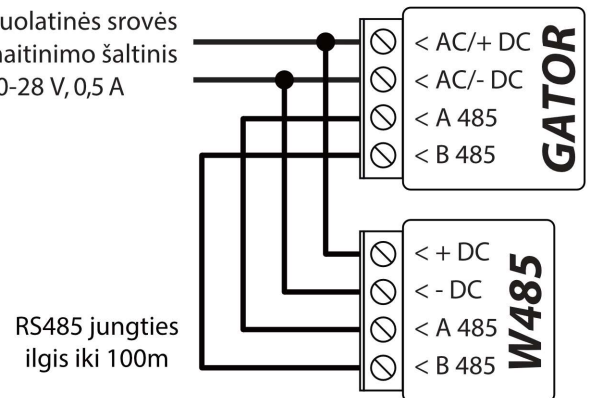 uolatinės srovės
maitinimo šaltinis
0-28 V, 0,5 A
< AC/+ DC
< AC/- DC
< A 485
< B 485
GATOR
< + DC
< - DC
< A 485
< B 485
W485
RS485 jungties
ilgis iki 100m